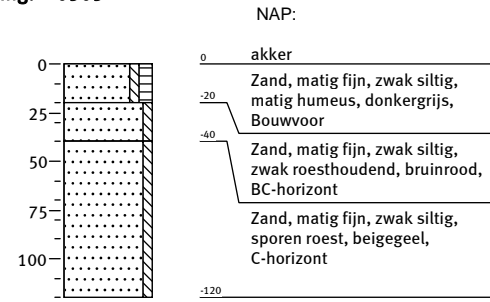 NAP:
0
25
50
75
100
0
akker
-20
Zand, matig fijn, zwak siltig,
matig humeus, donkergrijs,
Bouwvoor
-40
Zand, matig fijn, zwak siltig,
zwak roesthoudend, bruinrood,
BC-horizont
Zand, matig fijn, zwak siltig,
sporen roest, beigegeel,
C-horizont
-120